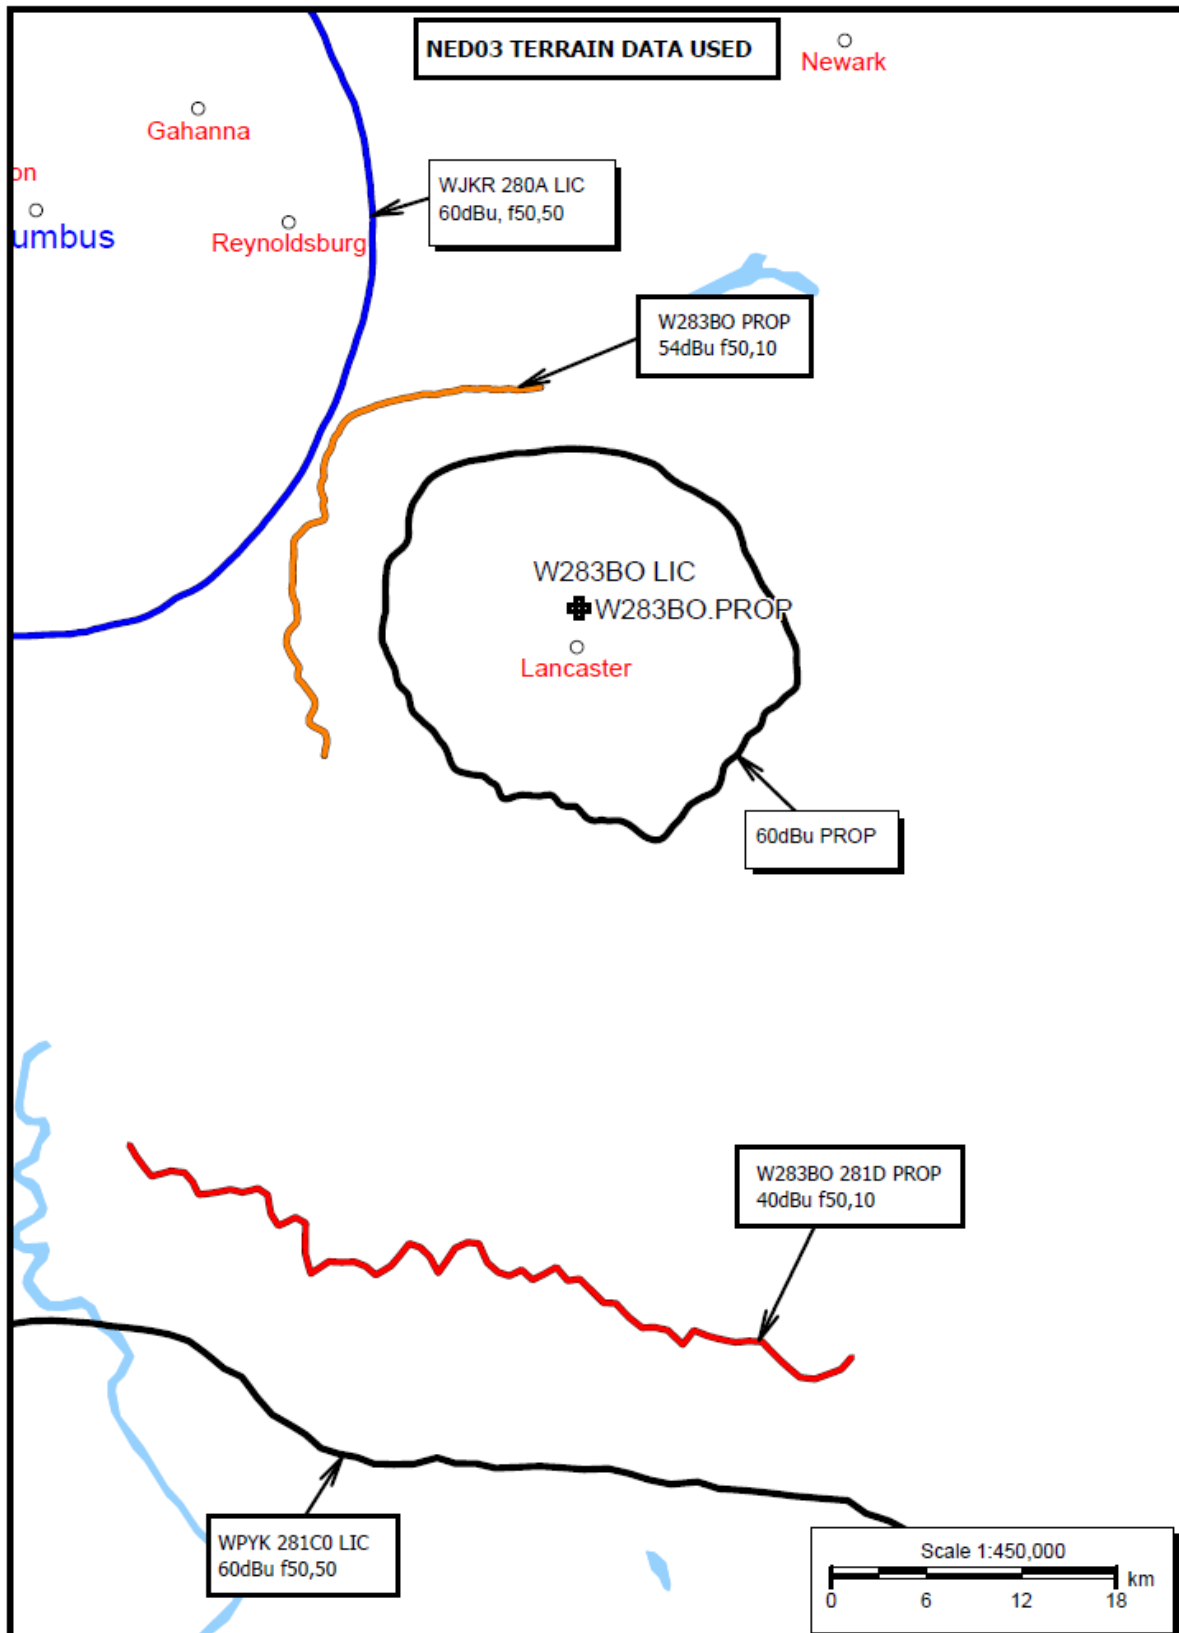 NED03 TERRAIN DATA USED
Newark
Gahanna
on
umbus
Reynoldsburg
WJKR 280A LIC
60dBu, f50,50
W283BO PROP
54dBu f50,10
W283BO LIC
W283BO.PROP
Lancaster
60dBu PROP
W283BO 281D PROP
40dBu f50,10
WPYK 281C0 LIC
60dBu f50,50
Scale 1:450,000
km
0 6 12 18